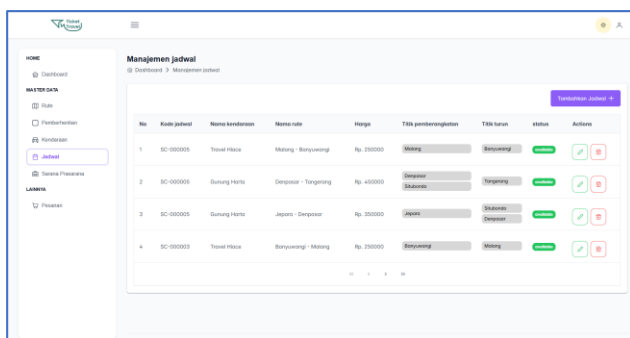 Ticket
Travel
HOME
Dashboard
MASTER DATA
Rute
Pemberhentian
Kendaraan
Jadwal
Sarana Prasarana
LAINNYA
Pesanan
Manajemen jadwal
Dashboard > Manajemen jadwal
Tambahkan Jadwal +
No Kode jadwal Nama kendaraan Nama rute Harga Titik pemberangkatan Titik turun status Actions
1 SC-000005 Travel Hiace Malang - Banyuwangi Rp. 250000 Malang Banyuwangi available
2 SC-000005 Gunung Harta Denpasar - Tangerang Rp. 450000 Denpasar Situbondo Tangerang available
3 SC-000005 Gunung Harta Jepara - Denpasar Rp. 350000 Jepara Situbondo Denpasar available
4 SC-000003 Travel Hiace Banyuwangi - Malang Rp. 250000 Banyuwangi Malang available